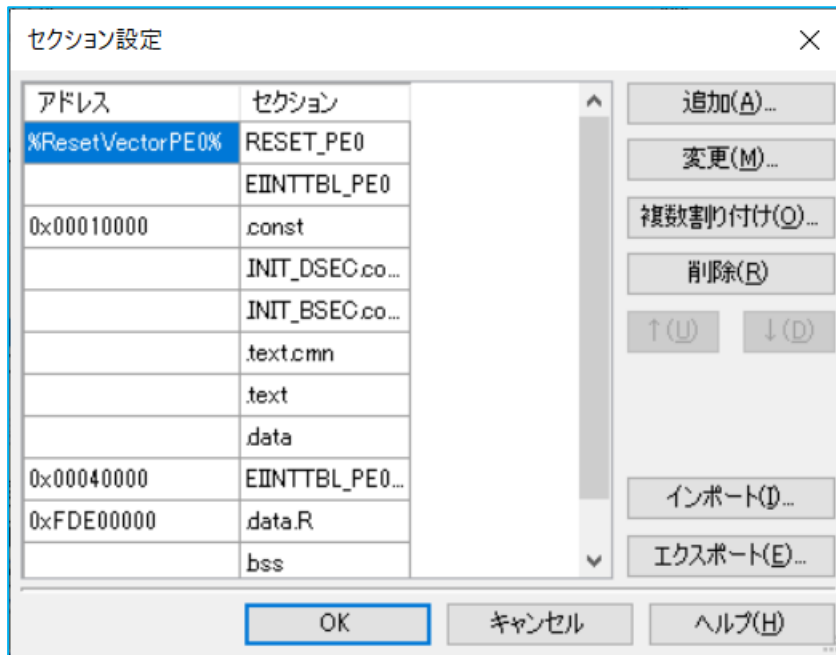 セクション設定
アドレス セクション
%ResetVectorPE0% RESET_PE0
EIINTTBL_PE0
0x00010000 .const
INIT_DSEC.co...
INIT_BSEC.co...
.text.cmn
.text
.data
0x00040000 EIINTTBL_PE0...
0xFDE00000 .data.R
.bss
追加(A)...
変更(M)...
複数割り付け(O)...
削除(R)
↑(U) ↓(D)
インポート(I)...
エクスポート(E)...
OK キャンセル ヘルプ(H)